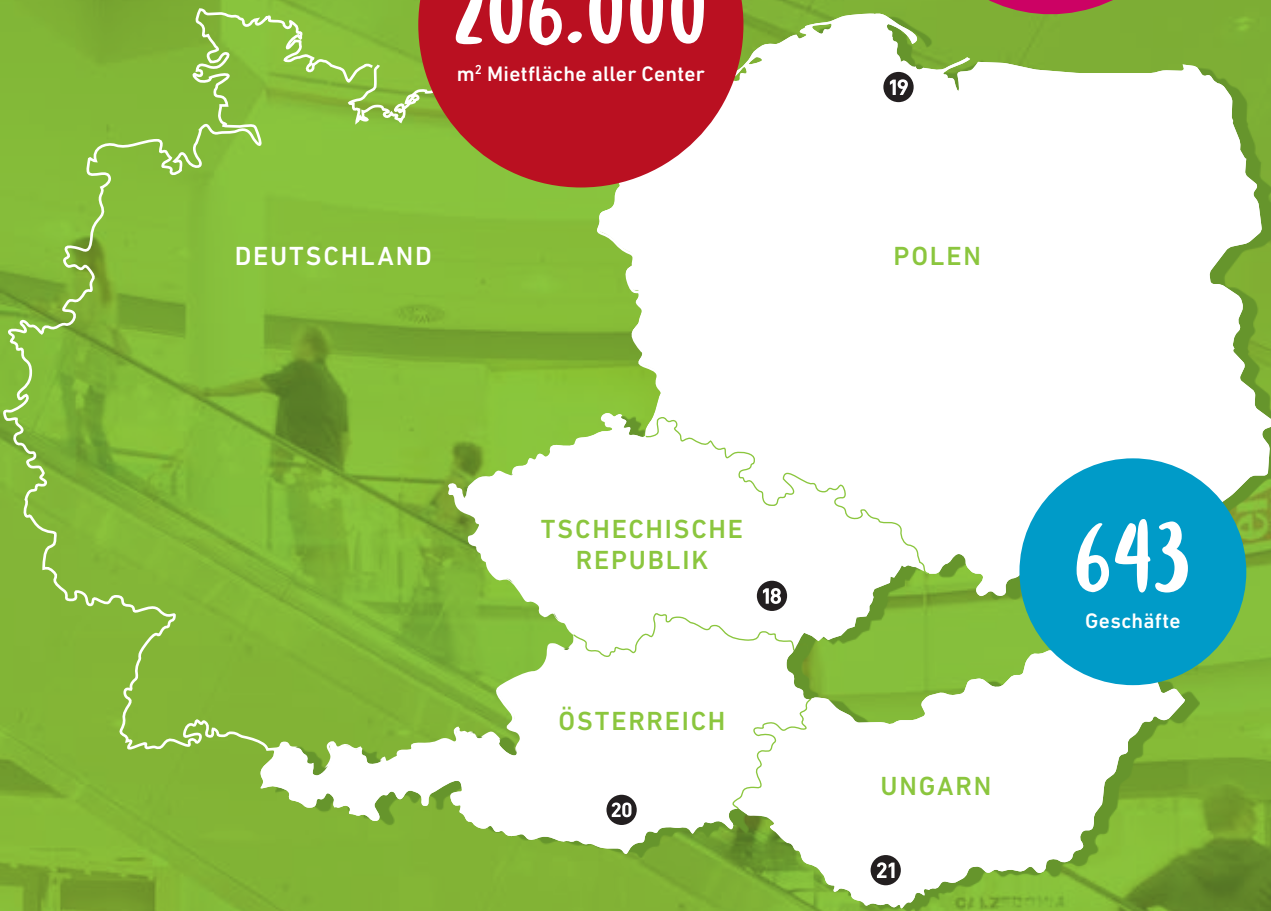 206.000
m² Mietfläche aller Center
19
DEUTSCHLAND
POLEN
TSCHECHISCHE
REPUBLIK
18
643
Geschäfte
ÖSTERREICH
UNGARN
20
21